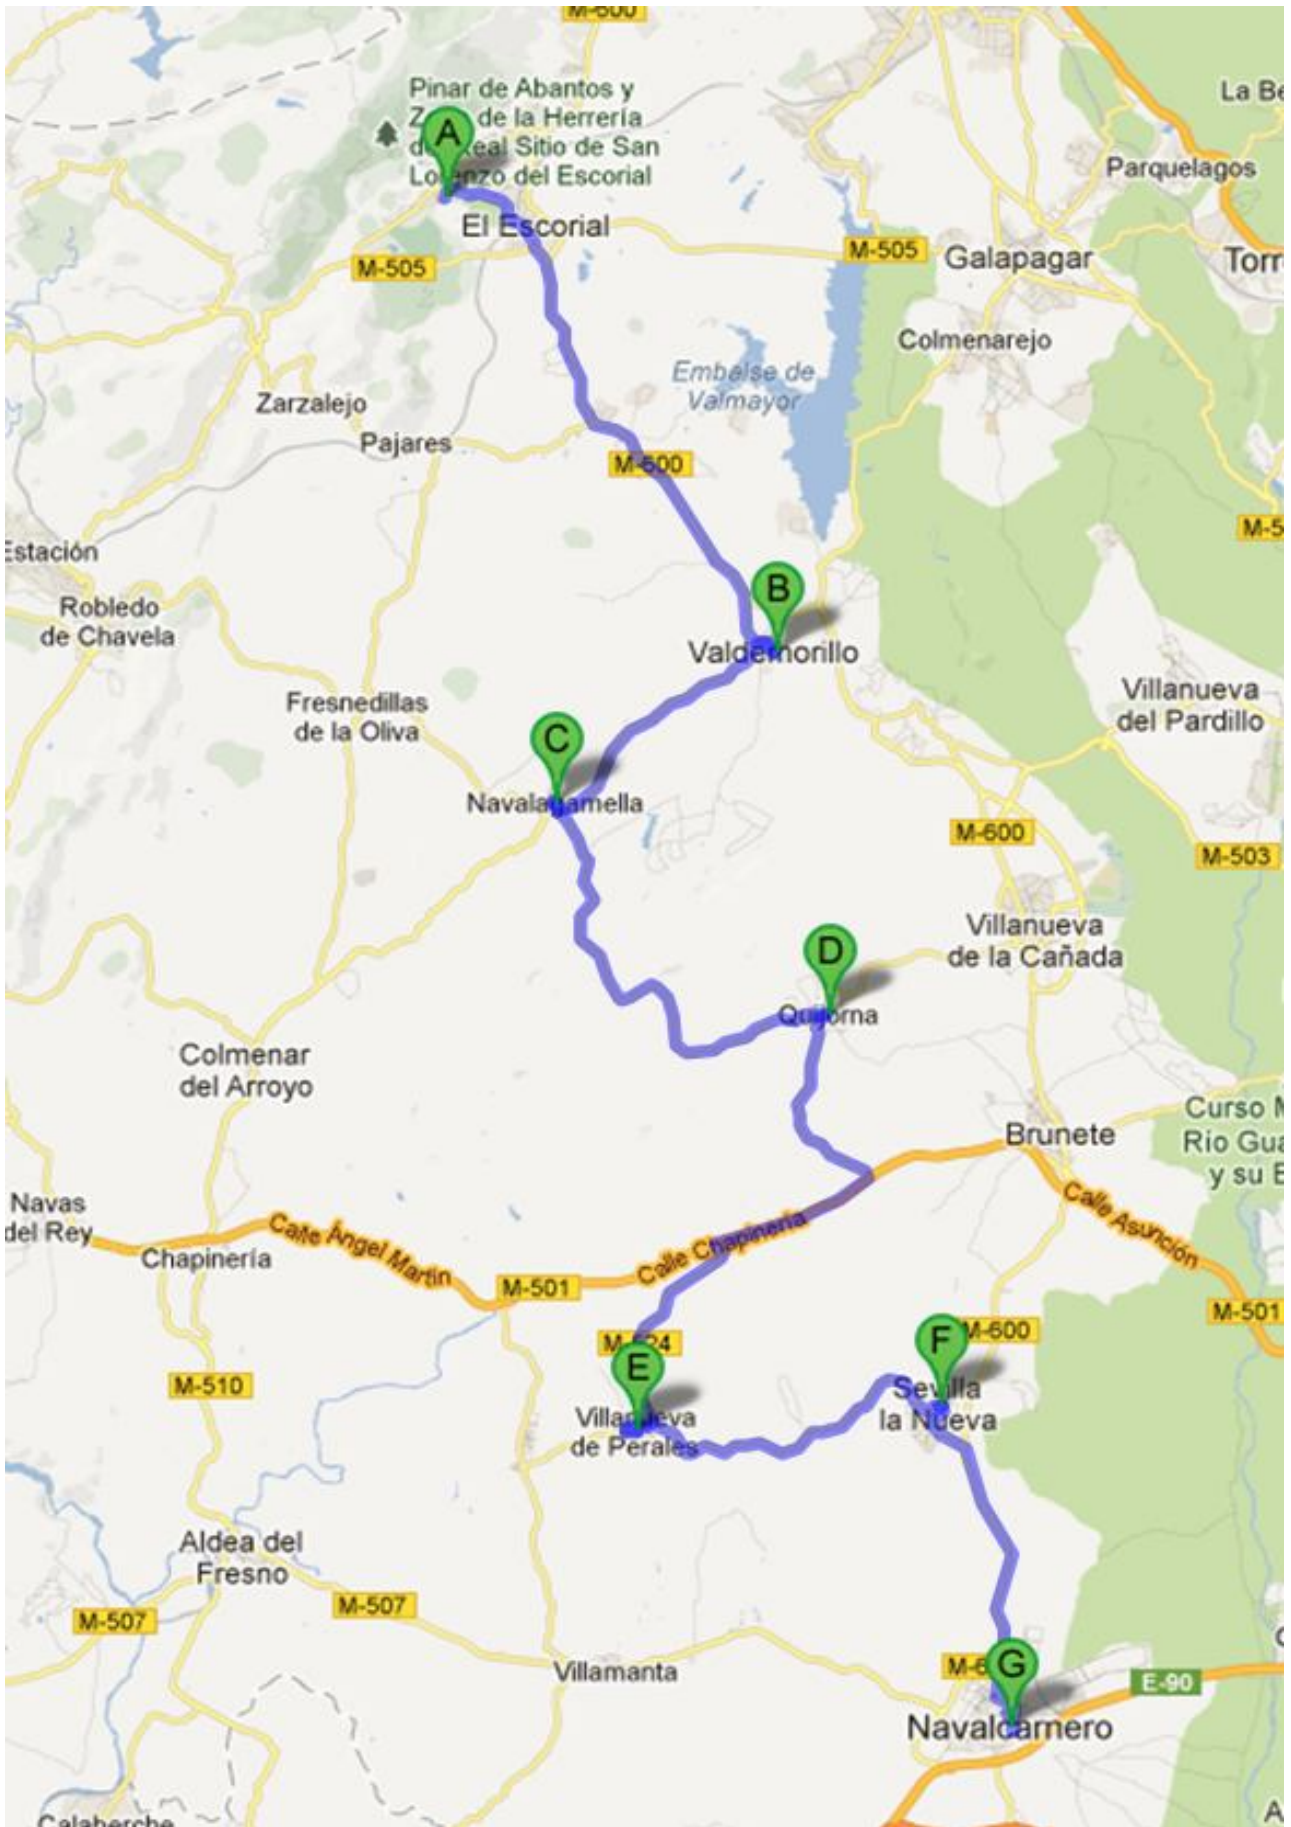 M-600
Pinar de Abantos y
de la Herrería
Real Sitio de San
Lorenzo del Escorial
A
La Be
Parquelagos
El Escorial
M-505
M-505
Galapagar
Torr
Colmenarejo
Embalse de
Valmayor
Zarzalejo
Pajares
M-600
M-5
Estación
B
Robledo
de Chavela
Valdemorillo
Fresnedillas
de la Oliva
Villanueva
del Pardillo
C
Navalagamella
M-600
M-503
Villanueva
de la Cañada
D
Quijorna
Colmenar
del Arroyo
Curso M
Río Gua
y su E
Brunete
Navas
del Rey
Chapinería
Calle Ángel Martín
Calle Chapinería
Calle Asunción
M-501
M-501
M-524
M-600
F
E
M-510
Sevilla
la Nueva
Villanueva
de Perales
Aldea del
Fresno
M-507
M-507
Villamanta
M-6
G
E-90
Navalcarnero
Calaberche
A